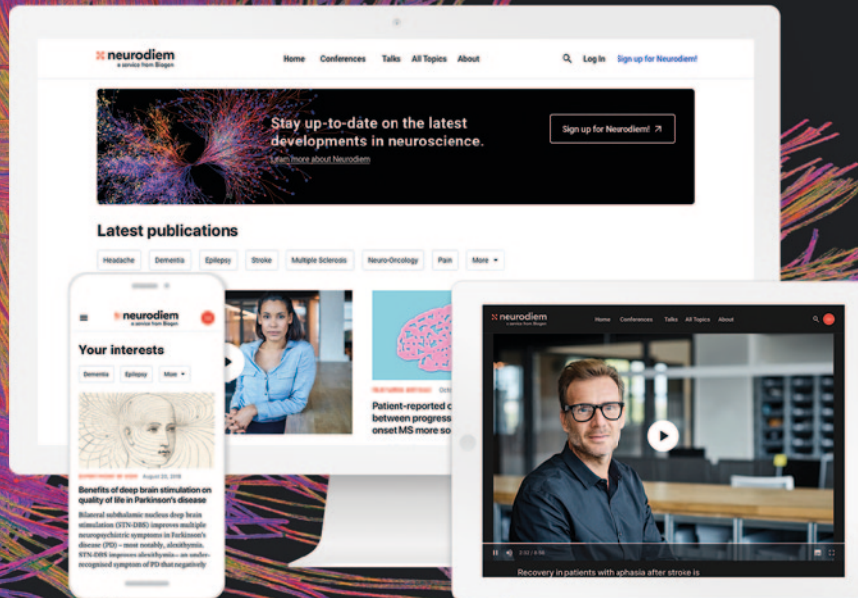 neurodiem
a service from Biogen
Home Conferences Talks All Topics About
Log In Sign up for Neurodiem!
Stay up-to-date on the latest
developments in neuroscience.
Learn more about Neurodiem
Sign up for Neurodiem!
Latest publications
Headache Dementia Epilepsy Stroke Multiple Sclerosis Neuro-Oncology Pain More
Patient-reported
between progress
onset MS more so
neurodiem
a service from Biogen
Your interests
Dementia Epilepsy More
August 23, 2018
Benefits of deep brain stimulation on
quality of life in Parkinson's disease
Bilateral subthalamic nucleus deep brain
stimulation (STN-DBS) improves multiple
neuropsychiatric symptoms in Parkinson's
disease (PD) – most notably, alexithymia.
STN-DBS improves alexithymia – an under-
recognised symptom of PD that negatively
neurodiem
a service from Biogen
Home Conferences Talks All Topics About
Recovery in patients with aphasia after stroke is